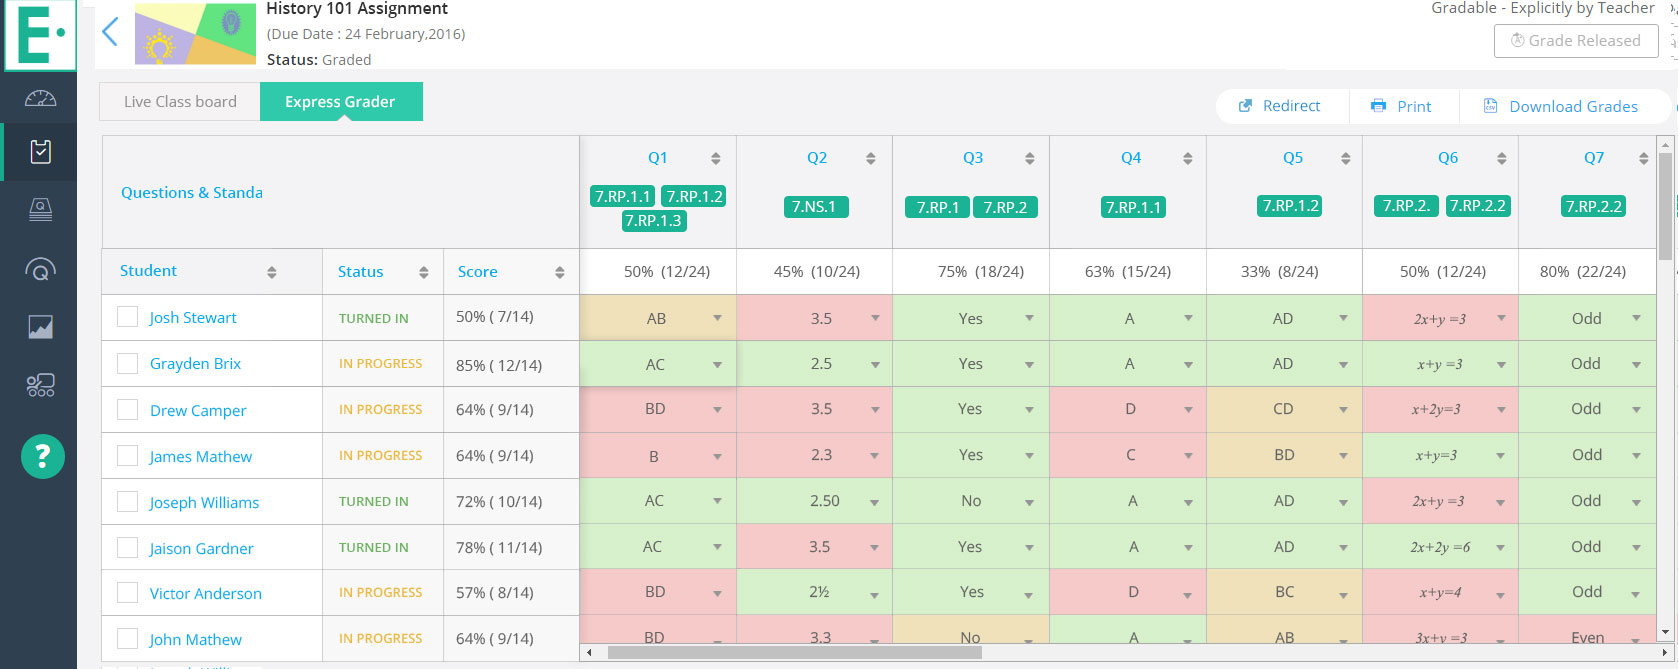 E
History 101 Assignment
Gradable - Explicitly by Teacher
(Due Date : 24 February,2016)
Grade Released
Status: Graded
Live Class board
Express Grader
Redirect
Print
Download Grades
Questions & Standa
Q1 Q2 Q3 Q4 Q5 Q6 Q7
7.RP.1.1 7.RP.1.2 7.NS.1 7.RP.1 7.RP.2 7.RP.1.1 7.RP.1.2 7.RP.2. 7.RP.2.2 7.RP.2.2
7.RP.1.3
Student Status Score 50% (12/24) 45% (10/24) 75% (18/24) 63% (15/24) 33% (8/24) 50% (12/24) 80% (22/24)
Josh Stewart TURNED IN 50% ( 7/14) AB 3.5 Yes A AD 2x+y =3 Odd
Grayden Brix IN PROGRESS 85% ( 12/14) AC 2.5 Yes A AD x+y =3 Odd
Drew Camper IN PROGRESS 64% ( 9/14) BD 3.5 Yes D CD x+2y=3 Odd
James Mathew IN PROGRESS 64% ( 9/14) B 2.3 Yes C BD x+y=3 Odd
Joseph Williams TURNED IN 72% ( 10/14) AC 2.50 No A AD 2x+y =3 Odd
Jaison Gardner TURNED IN 78% ( 11/14) AC 3.5 Yes A AD 2x+2y =6 Odd
Victor Anderson IN PROGRESS 57% ( 8/14) BD 2½ Yes D BC x+y=4 Odd
John Mathew IN PROGRESS 64% ( 9/14) BD 3.3 No A AB 3x+y =3 Even
?